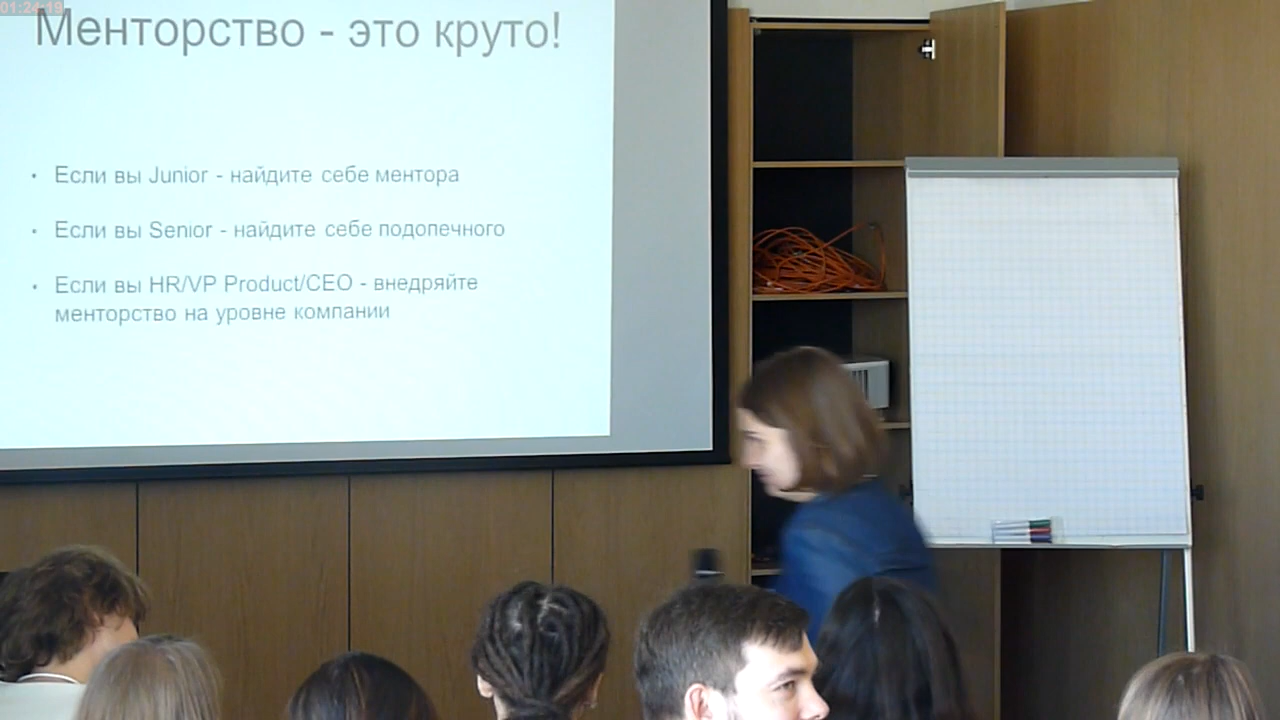 01:24:19
Менторство - это круто!
Если вы Junior - найдите себе ментора
Если вы Senior - найдите себе подопечного
Если вы HR/VP Product/CEO - внедряйте
менторство на уровне компании